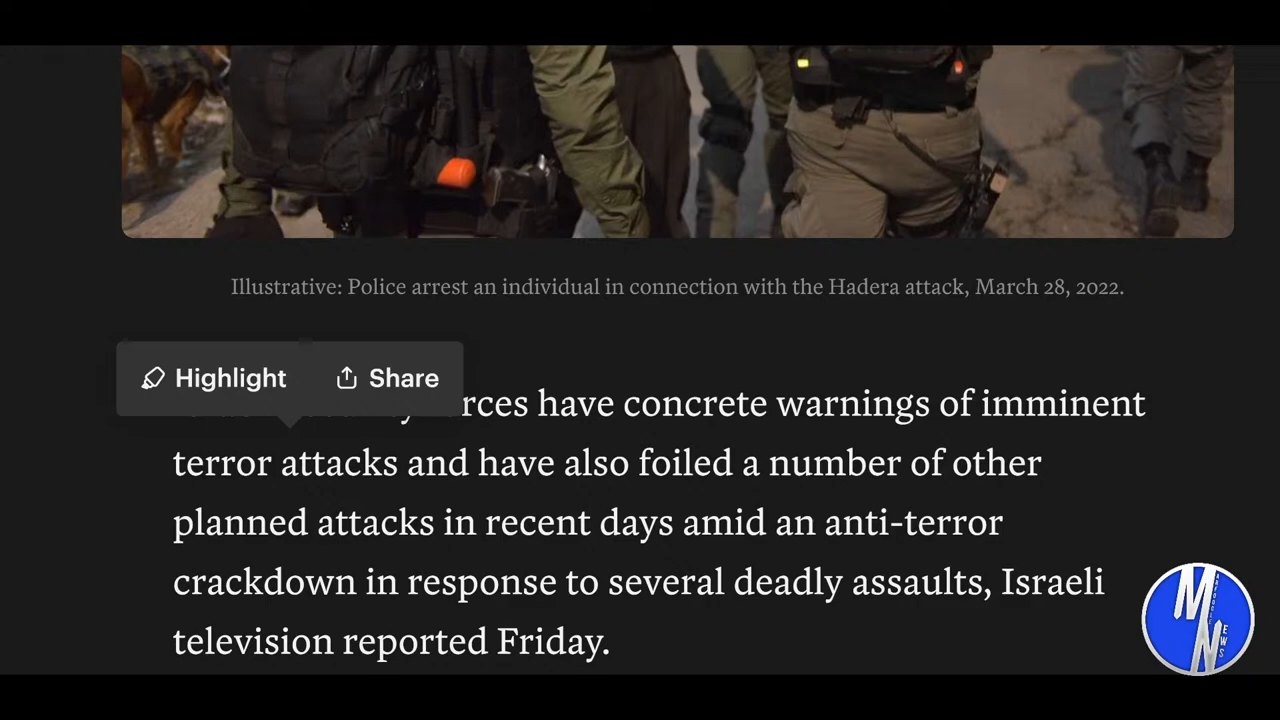 Illustrative: Police arrest an individual in connection with the Hadera attack, March 28, 2022.
Highlight Share
have concrete warnings of imminent
terror attacks and have also foiled a number of other
planned attacks in recent days amid an anti-terror
crackdown in response to several deadly assaults, Israeli
television reported Friday.
M N EWS